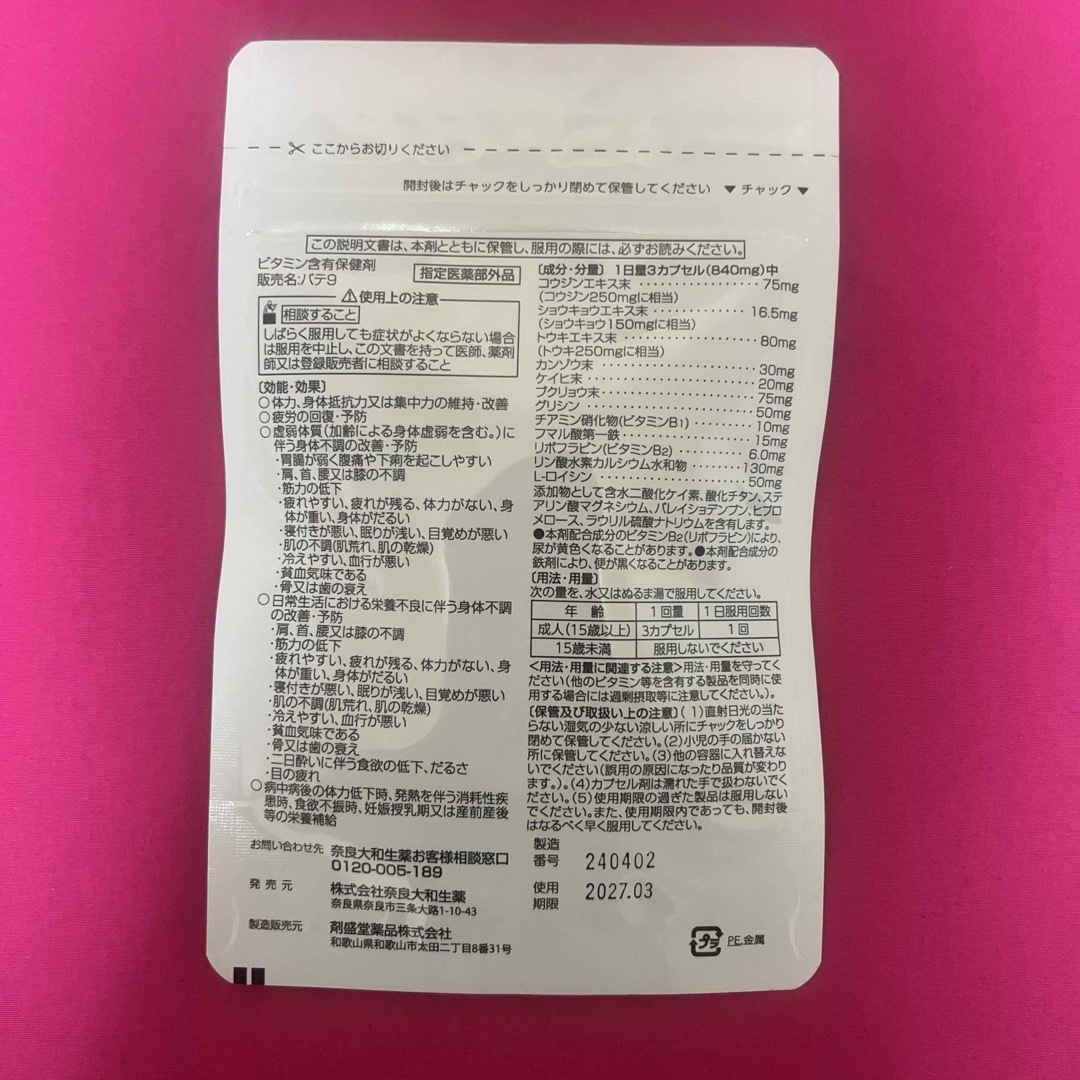 ここからお切りください
開封後はチャックをしっかり閉めて保管してください ▼チャック▼
この説明文書は、本剤とともに保管し、服用の際には、必ずお読みください。
ビタミン含有保健剤
販売名:パテ9
指定医薬部外品
⚠使用上の注意
相談すること
しばらく服用しても症状がよくならない場合
は服用を中止し、この文書を持って医師、薬剤
師又は登録販売者に相談すること
〔効能・効果〕
○体力、身体抵抗力又は集中力の維持・改善
○疲労の回復・予防
○虚弱体質(加齢による身体虚弱を含む。)に
伴う身体不調の改善・予防
・胃腸が弱く腹痛や下痢を起こしやすい
・肩、首、腰又は膝の不調
・筋力の低下
・疲れやすい、疲れが残る、体力がない、身
体が重い、身体がだるい
・寝付きが悪い、眠りが浅い、目覚めが悪い
・肌の不調(肌荒れ、肌の乾燥)
・冷えやすい、血行が悪い
・貧血気味である
・骨又は歯の衰え
○日常生活における栄養不良に伴う身体不調
の改善・予防
・肩、首、腰又は膝の不調
・筋力の低下
・疲れやすい、疲れが残る、体力がない、身
体が重い、身体がだるい
・寝付きが悪い、眠りが浅い、目覚めが悪い
・肌の不調(肌荒れ、肌の乾燥)
・冷えやすい、血行が悪い
・貧血気味である
・骨又は歯の衰え
・二日酔いに伴う食欲の低下、だるさ
・目の疲れ
○病中病後の体力低下時、発熱を伴う消耗性疾
患時、食欲不振時、妊娠授乳期又は産前産後
等の栄養補給
お問い合わせ先 奈良大和生薬お客様相談窓口
0120-005-189
発売元 株式会社奈良大和生薬
奈良県奈良市三条大路1-10-43
製造販売元 剤盛堂薬品株式会社
和歌山県和歌山市太田二丁目8番31号
〔成分・分量〕 1日量3カプセル(840mg)中
コウジンエキス末 ・・・・・・・・・・・・・・・・ 75mg
(コウジン250mgに相当)
ショウキョウエキス末 ・・・・・・・・・・・・ 16.5mg
(ショウキョウ150mgに相当)
トウキエキス末 ・・・・・・・・・・・・・・・・ 80mg
(トウキ250mgに相当)
カンゾウ末 ・・・・・・・・・・・・・・・・・・ 30mg
ケイヒ末 ・・・・・・・・・・・・・・・・・・・・ 20mg
ブクリョウ末 ・・・・・・・・・・・・・・・・・・ 75mg
グリシン ・・・・・・・・・・・・・・・・・・・・ 50mg
チアミン硝化物(ビタミンB1) ・・・・・・・・ 10mg
フマル酸第一鉄 ・・・・・・・・・・・・・・・・ 15mg
リボフラビン(ビタミンB2) ・・・・・・・・・・ 6.0mg
リン酸水素カルシウム水和物 ・・・・・・・・ 130mg
L-ロイシン ・・・・・・・・・・・・・・・・・・ 50mg
添加物として含水二酸化ケイ素、酸化チタン、ステ
アリン酸マグネシウム、バレイショデンプン、ヒプロ
メロース、ラウリル硫酸ナトリウムを含有します。
●本剤配合成分のビタミンB2(リボフラビン)により、
尿が黄色くなることがあります。●本剤配合成分の
鉄剤により、便が黒くなることがあります。
〔用法・用量〕
次の量を、水又はぬるま湯で服用してください。
年 齢 1回量 1日服用回数
成人(15歳以上) 3カプセル 1回
15歳未満 服用しないでください
<用法・用量に関連する注意>用法・用量を守ってく
ださい(他のビタミン等を含有する製品を同時に使
用する場合には過剰摂取等に注意してください。)。
〔保管及び取扱い上の注意〕(1)直射日光の当た
らない湿気の少ない涼しい所にチャックをしっかり
閉めて保管してください。(2)小児の手の届かない
所に保管してください。(3)他の容器に入れ替えな
いでください(誤用の原因になったり品質が変わり
ます。)。(4)カプセル剤は濡れた手で扱わないでく
ださい。(5)使用期限の過ぎた製品は服用しない
でください。また、使用期限内であっても、開封後
はなるべく早く服用してください。
製造
番号 240402
使用
期限 2027.03
プラ PE,金属